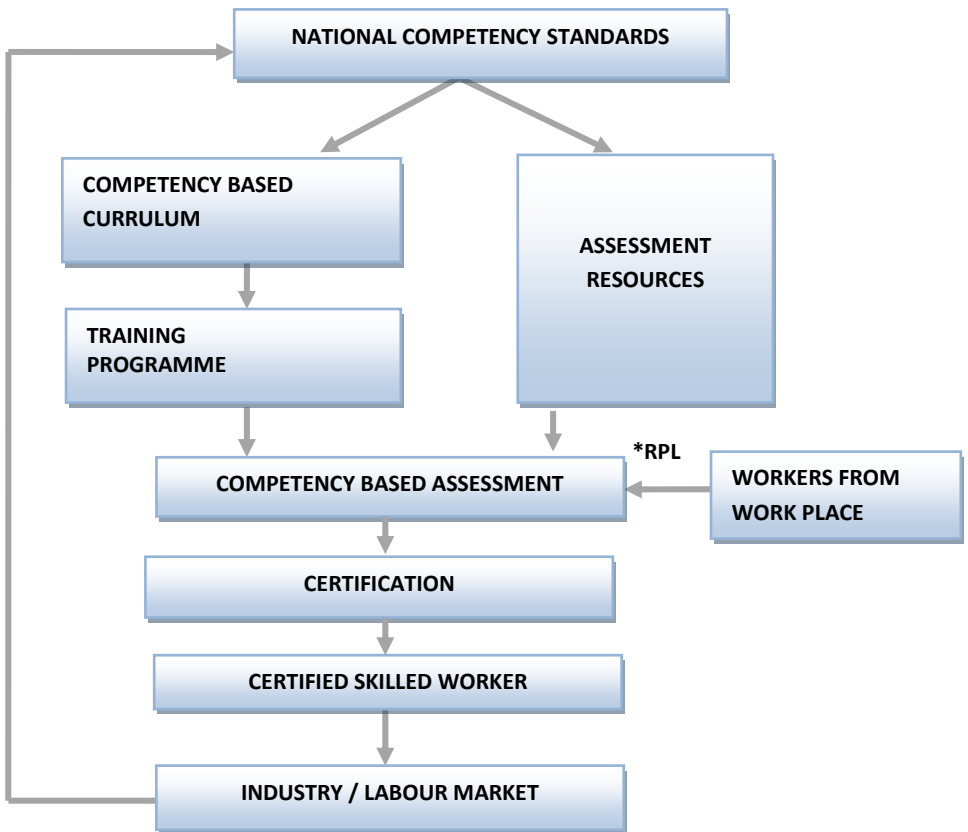 NATIONAL COMPETENCY STANDARDS
COMPETENCY BASED
CURRULUM
ASSESSMENT
RESOURCES
TRAINING
PROGRAMME
*RPL
COMPETENCY BASED ASSESSMENT
WORKERS FROM
WORK PLACE
CERTIFICATION
CERTIFIED SKILLED WORKER
INDUSTRY / LABOUR MARKET